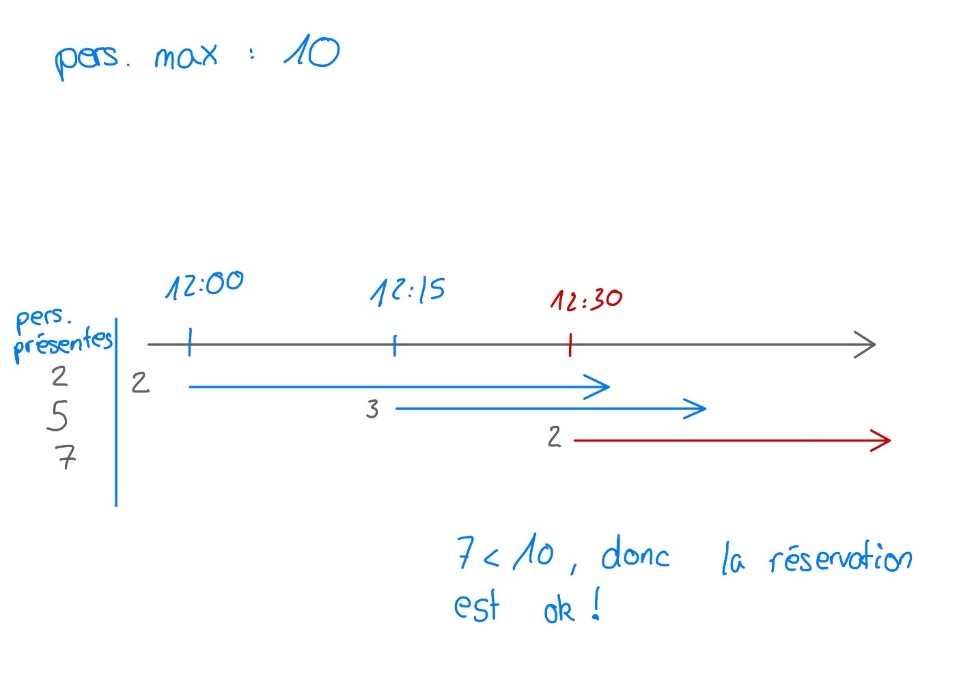 pers. max : 10
12:00 12:15 12:30
pers.
présentes
2 2
5 3
7 2
7 < 10, donc la réservation
est ok !